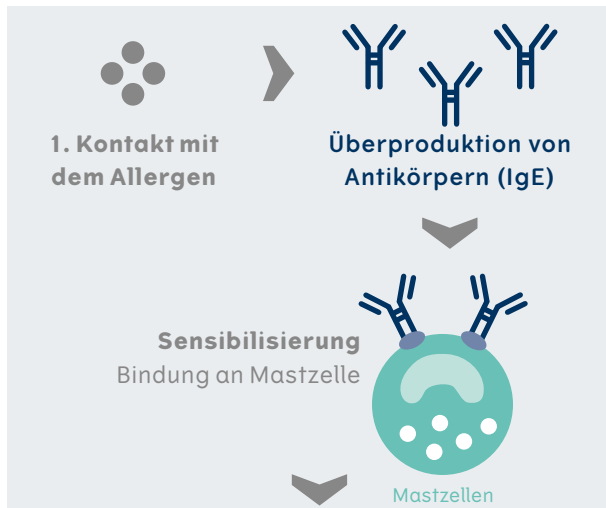 1. Kontakt mit
dem Allergen
Überproduktion von
Antikörpern (IgE)
Sensibilisierung
Bindung an Mastzelle
Mastzellen